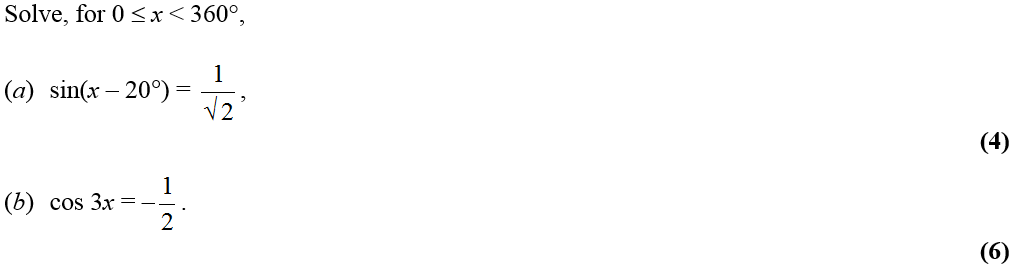 Solve, for 0 ≤ x < 360°,
(a) sin(x – 20°) = 1/√2,
(4)
(b) cos 3x = –1/2.
(6)